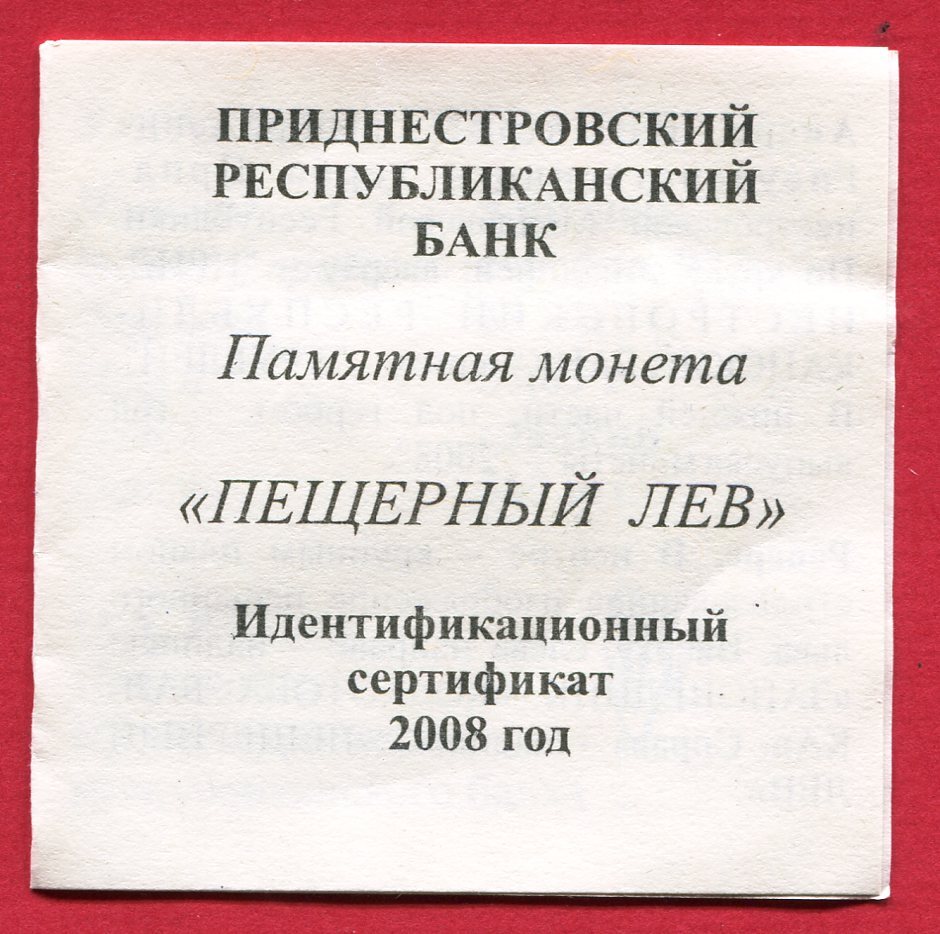 ПРИДНЕСТРОВСКИЙ
РЕСПУБЛИКАНСКИЙ
БАНК
Памятная монета
«ПЕЩЕРНЫЙ ЛЕВ»
Идентификационный
сертификат
2008 год